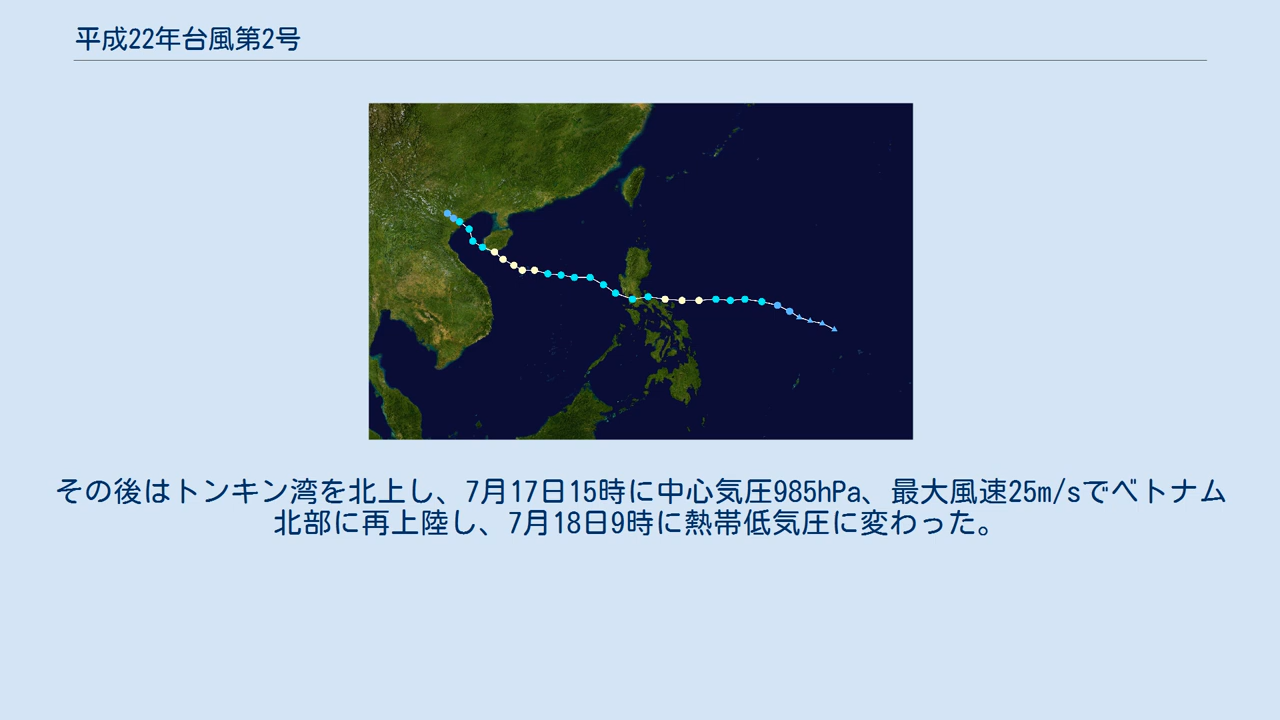 平成22年台風第2号
その後はトンキン湾を北上し、7月17日15時に中心気圧985hPa、最大風速25m/sでベトナム
北部に再上陸し、7月18日9時に熱帯低気圧に変わった。